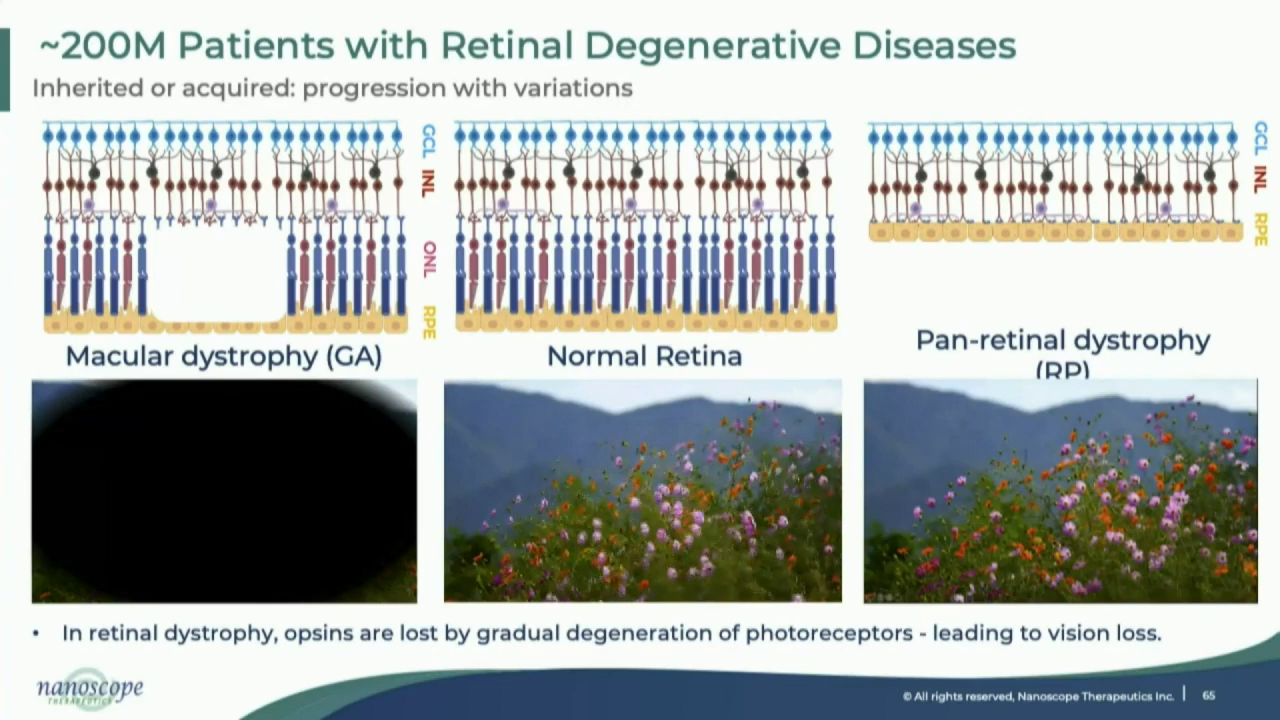 ~200M Patients with Retinal Degenerative Diseases
Inherited or acquired: progression with variations
GCL
INL
ONL
RPE
GCL
INL
RPE
Macular dystrophy (GA)
Normal Retina
Pan-retinal dystrophy
(RP)
• In retinal dystrophy, opsins are lost by gradual degeneration of photoreceptors - leading to vision loss.
nanoscope
THERAPEUTICS
© All rights reserved, Nanoscope Therapeutics Inc. | 65